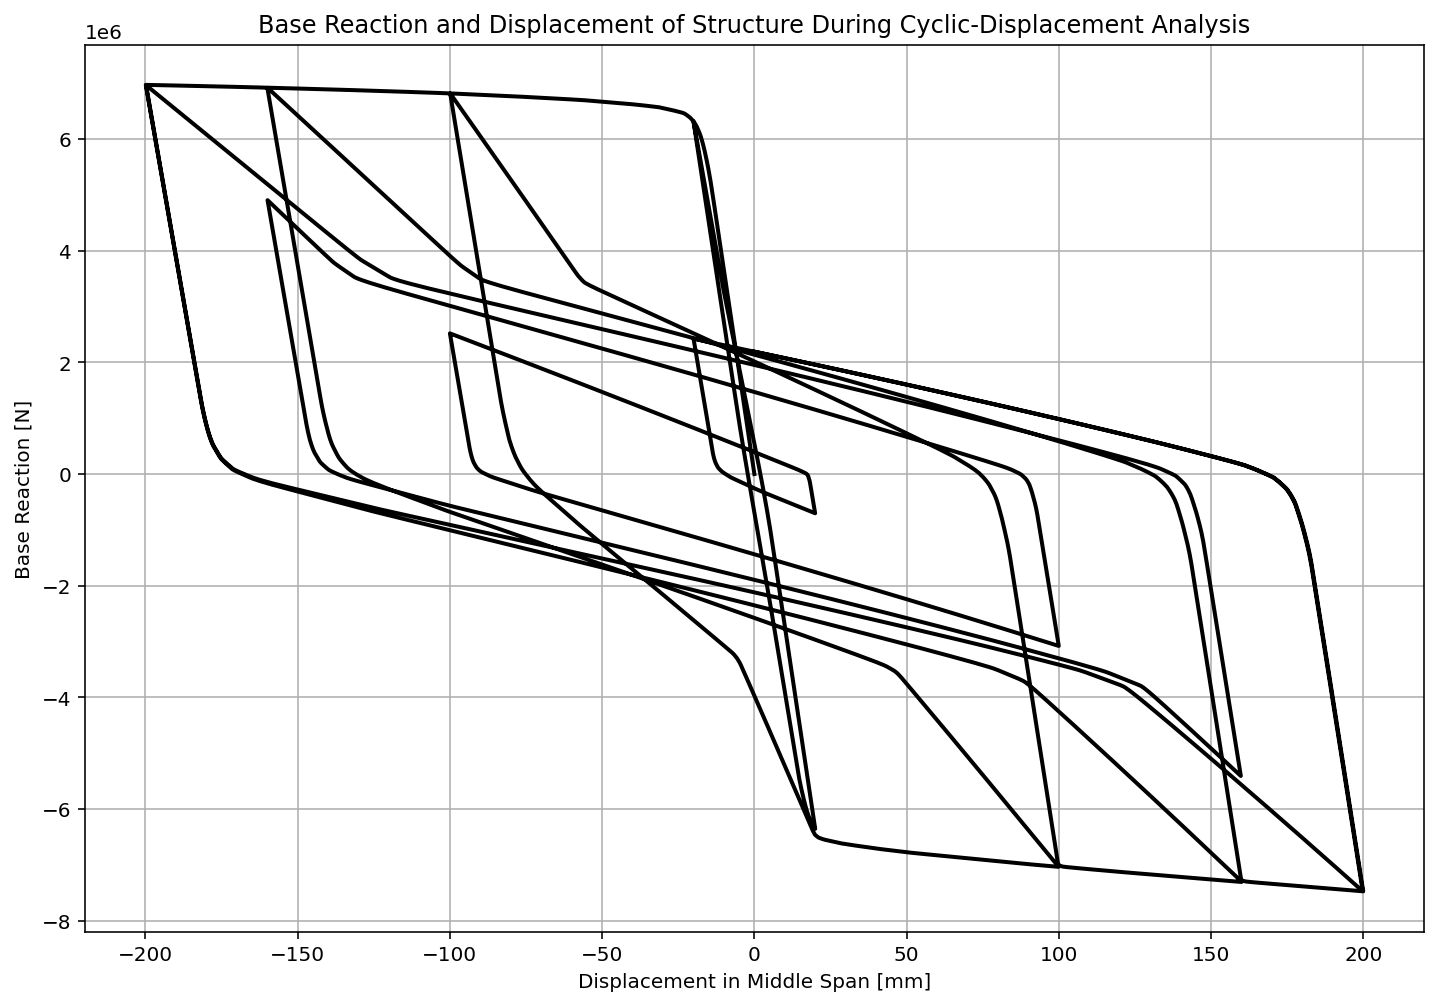 Base Reaction and Displacement of Structure During Cyclic-Displacement Analysis
1e6
6
4
2
0
−2
−4
−6
−8
Base Reaction [N]
−200 −150 −100 −50 0 50 100 150 200
Displacement in Middle Span [mm]